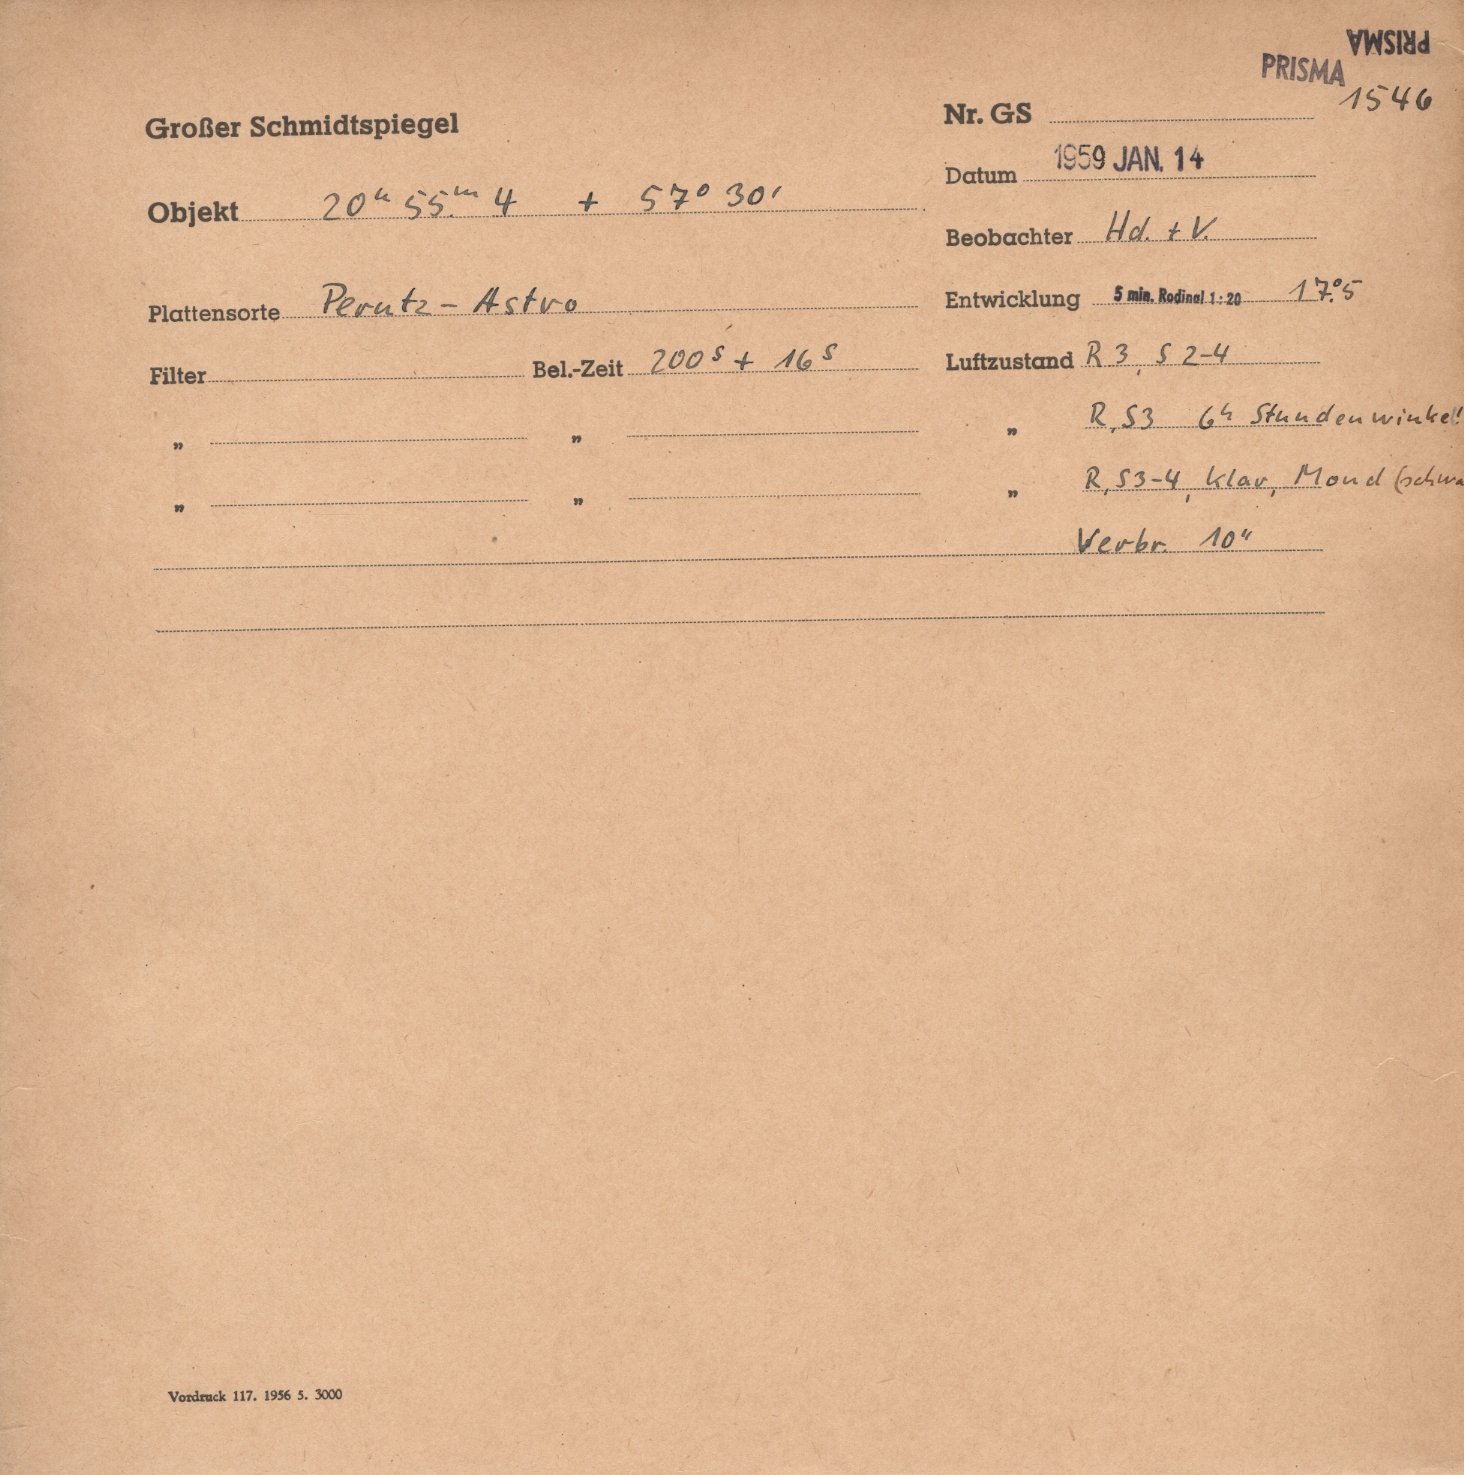 PRISMA
PRISMA
Großer Schmidtspiegel
Nr. GS 1546
Datum 1959 JAN. 14
Objekt 20h 55m.4 + 57° 30'
Beobachter Hd. + V.
Plattensorte Perutz - Astro
Entwicklung 5 min. Rodinal 1:20 17°.5
Filter Bel.-Zeit 200s + 16s
Luftzustand R 3, S 2-4
„ „ „ R, S3 6h Stundenwinkel!
„ „ „ R, S3-4, klar, Mond
Verbr. 10"
Vordruck 117. 1956 5. 3000